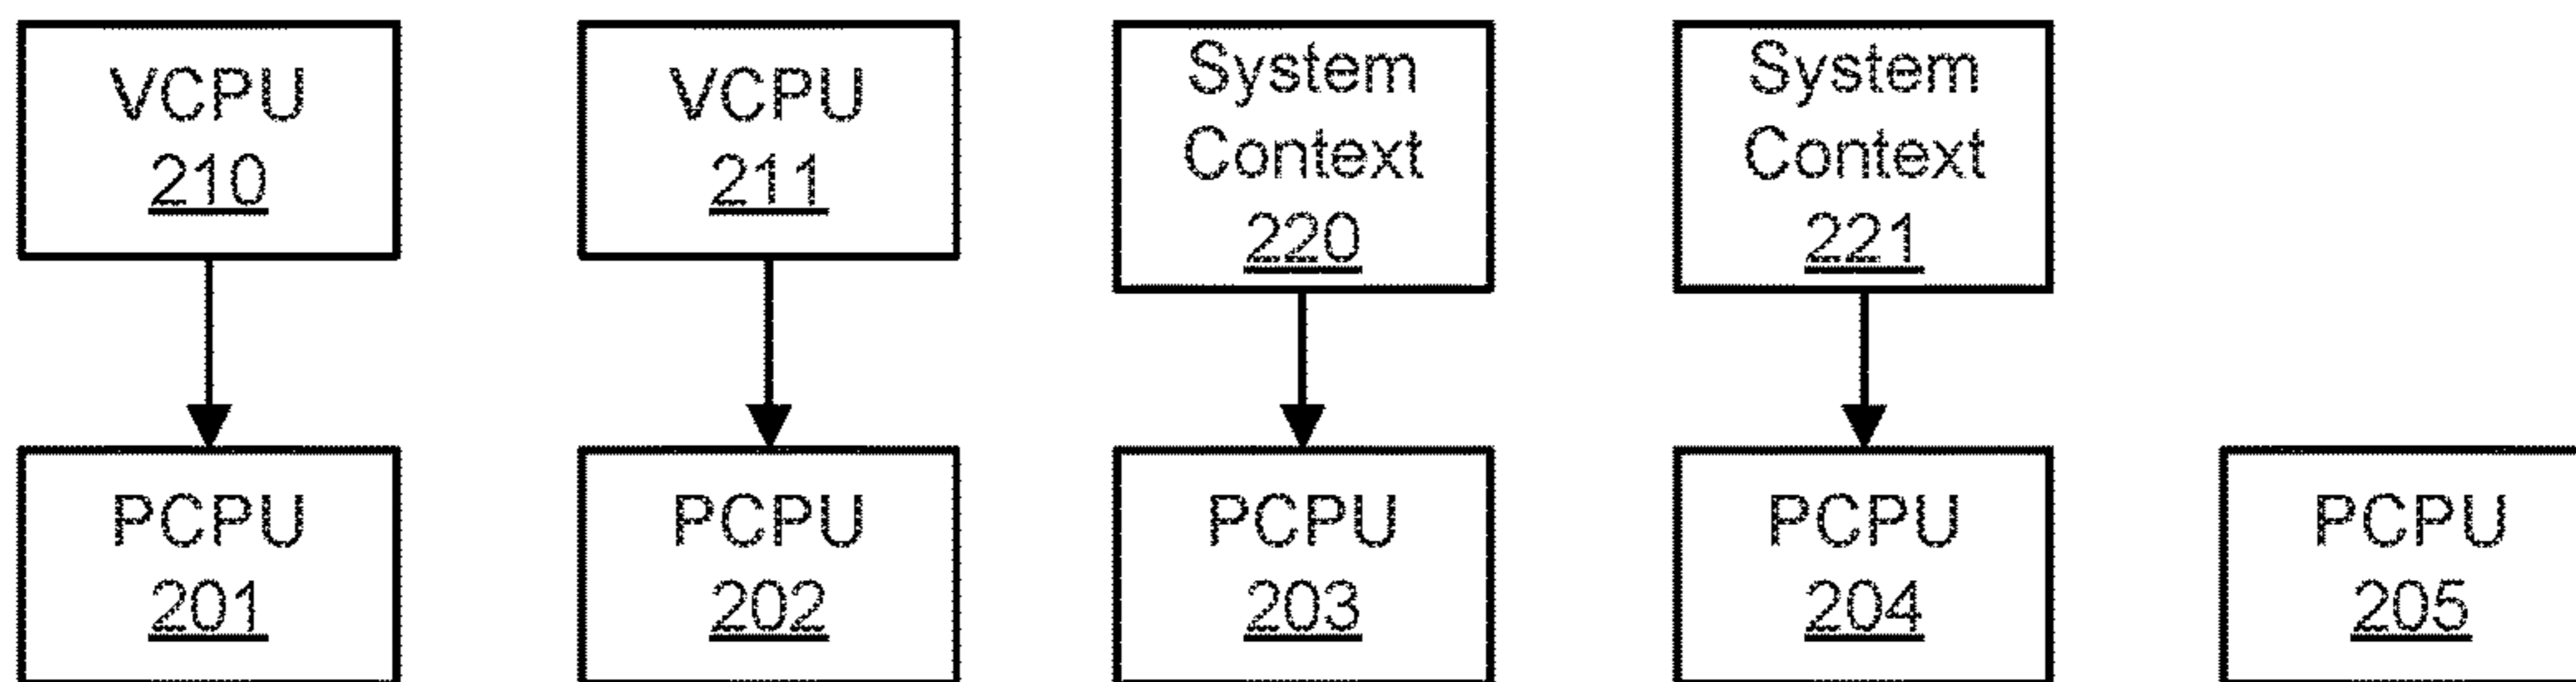 VCPU
210
VCPU
211
System
Context
220
System
Context
221
PCPU
201
PCPU
202
PCPU
203
PCPU
204
PCPU
205